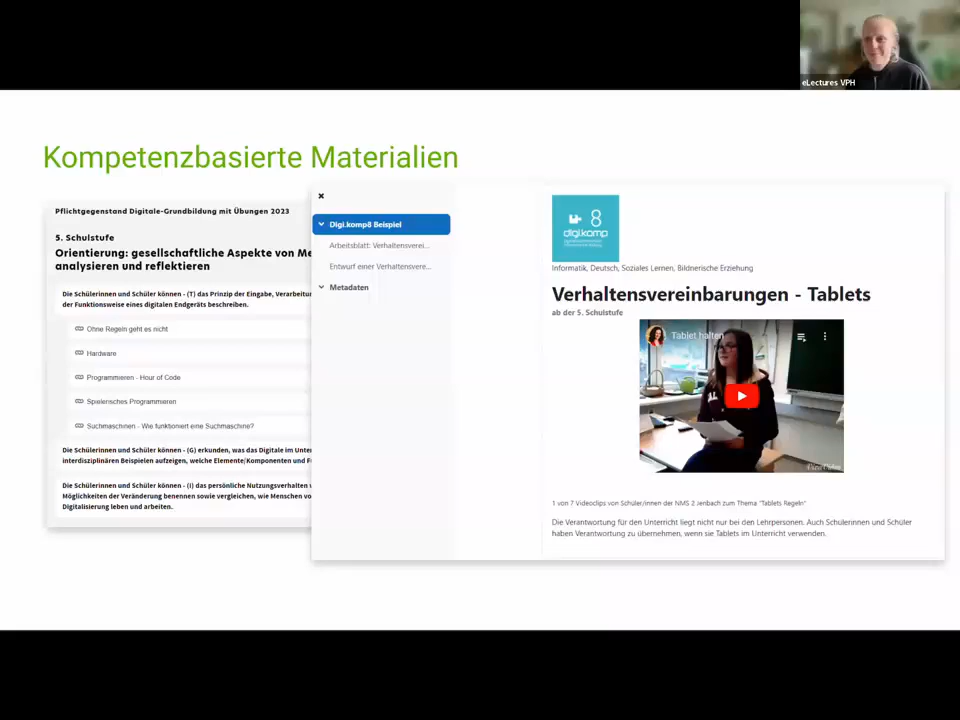 eLectures VPH
Kompetenzbasierte Materialien
Pflichtgegenstand Digitale-Grundbildung mit Übungen 2023
5. Schulstufe
Orientierung: gesellschaftliche Aspekte von Me
analysieren und reflektieren
Die Schülerinnen und Schüler können - (T) das Prinzip der Eingabe, Verarbeitun
der Funktionsweise eines digitalen Endgeräts beschreiben.
Ohne Regeln geht es nicht
Hardware
Programmieren - Hour of Code
Spielerisches Programmieren
Suchmaschinen - Wie funktioniert eine Suchmaschine?
Die Schülerinnen und Schüler können - (G) erkunden, was das Digitale im Unter
interdisziplinären Beispielen aufzeigen, welche Elemente/Komponenten und F
Die Schülerinnen und Schüler können - (I) das persönliche Nutzungsverhalten
Möglichkeiten der Veränderung benennen sowie vergleichen, wie Menschen vo
Digitalisierung leben und arbeiten.
Digi.komp8 Beispiel
Arbeitsblatt: Verhaltensverei...
Entwurf einer Verhaltensvere...
Metadaten
8
digi.komp
Informatik, Deutsch, Soziales Lernen, Bildnerische Erziehung
Verhaltensvereinbarungen - Tablets
ab der 5. Schulstufe
Tablet halten
1 von 7 Videoclips von Schüler/innen der NMS 2 Jenbach zum Thema "Tablets Regeln"
Die Verantwortung für den Unterricht liegt nicht nur bei den Lehrpersonen. Auch Schülerinnen und Schüler
haben Verantwortung zu übernehmen, wenn sie Tablets im Unterricht verwenden.